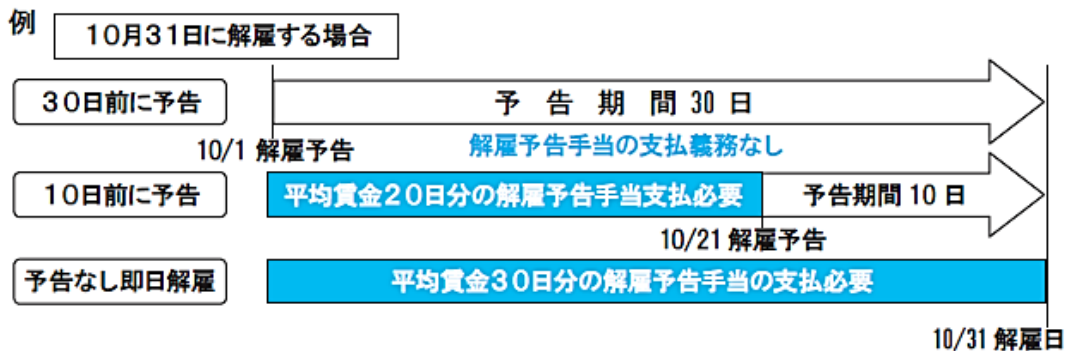 例
10月31日に解雇する場合
30日前に予告
予告期間30日
10/1 解雇予告
解雇予告手当の支払義務なし
10日前に予告
平均賃金20日分の解雇予告手当支払必要
予告期間10日
10/21 解雇予告
予告なし即日解雇
平均賃金30日分の解雇予告手当の支払必要
10/31 解雇日